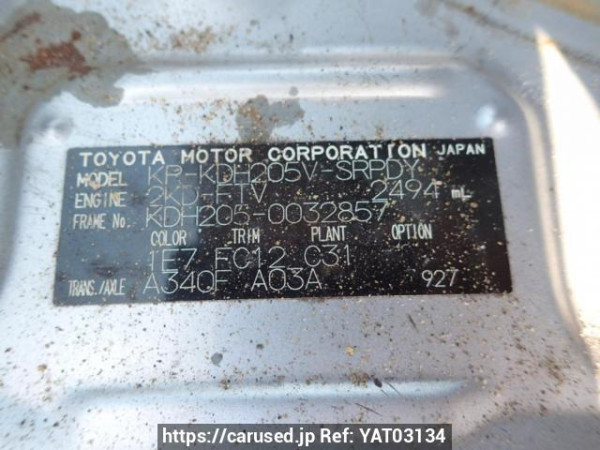 TOYOTA MOTOR CORPORATION JAPAN
MODEL KR-KDH205V-SRPDY
ENGINE 2KD-FTV 2494 mL
FRAME No. KDH205-0032857
COLOR TRIM PLANT OPTION
1E7 FC12 C31
TRANS./AXLE A340F A03A 927
https://carused.jp Ref: YAT03134